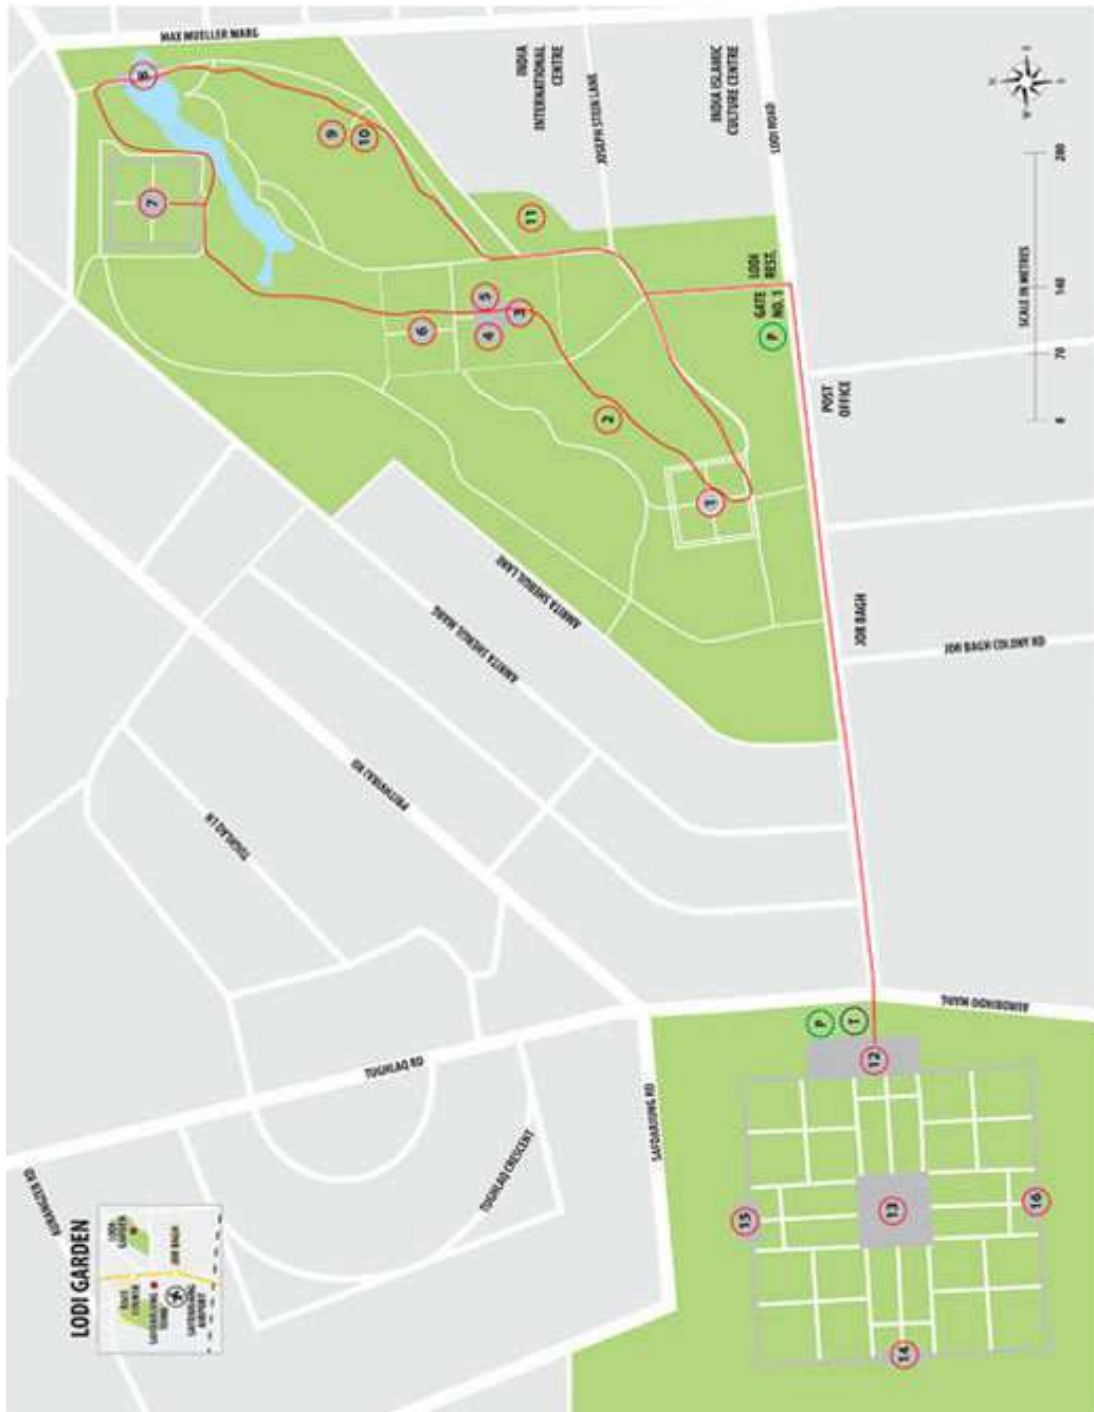 LODI GARDEN
LODI
GARDEN
RACE
COURSE
SAFDARJUNG
TOMB
JOR BAGH
SAFDARJUNG
AIRPORT
AURANGZEB RD
TUGHLAQ RD
TUGHLAQ CRESCENT
TUGHLAQ LN
PRITHVIRAJ RD
SAFDARJUNG RD
AMRITA SHERGIL MARG
AMRITA SHERGIL LANE
MAX MUELLER MARG
INDIA
INTERNATIONAL
CENTRE
JOSEPH STEIN LANE
INDIA ISLAMIC
CULTURE CENTRE
LODI ROAD
LODI
REST.
GATE
NO. 1
P
POST
OFFICE
JOR BAGH
JOR BAGH COLONY RD
AUROBINDO MARG
P
T
1
2
3
4
5
6
7
8
9
10
11
12
13
14
15
16
N
E
S
W
SCALE IN METRES
0
70
140
280